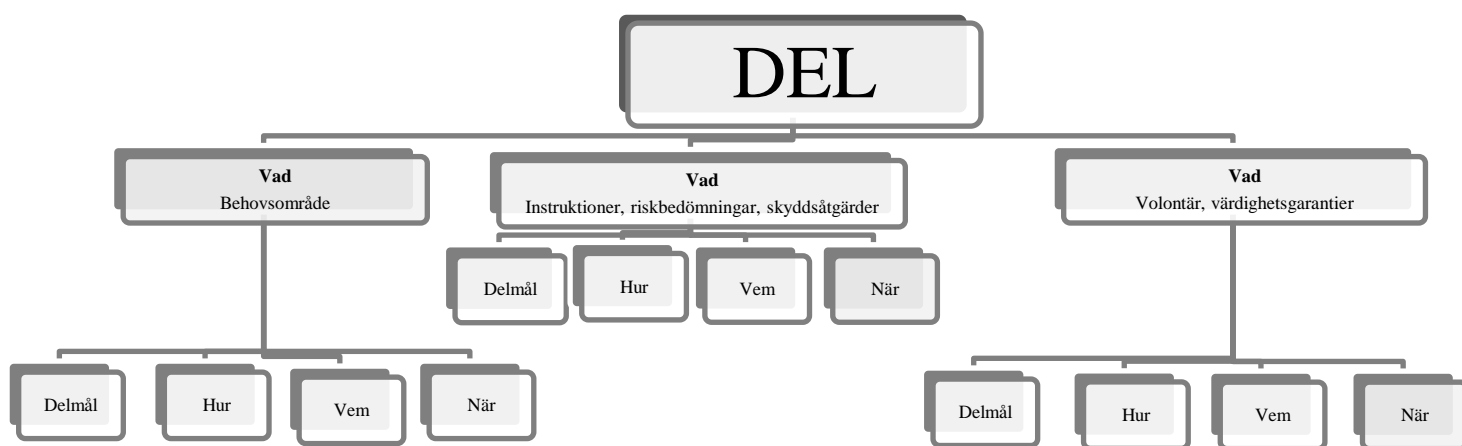 DEL
Vad
Behovsområde
Vad
Instruktioner, riskbedömningar, skyddsåtgärder
Vad
Volontär, värdighetsgarantier
Delmål
Hur
Vem
När
Delmål
Hur
Vem
När
Delmål
Hur
Vem
När